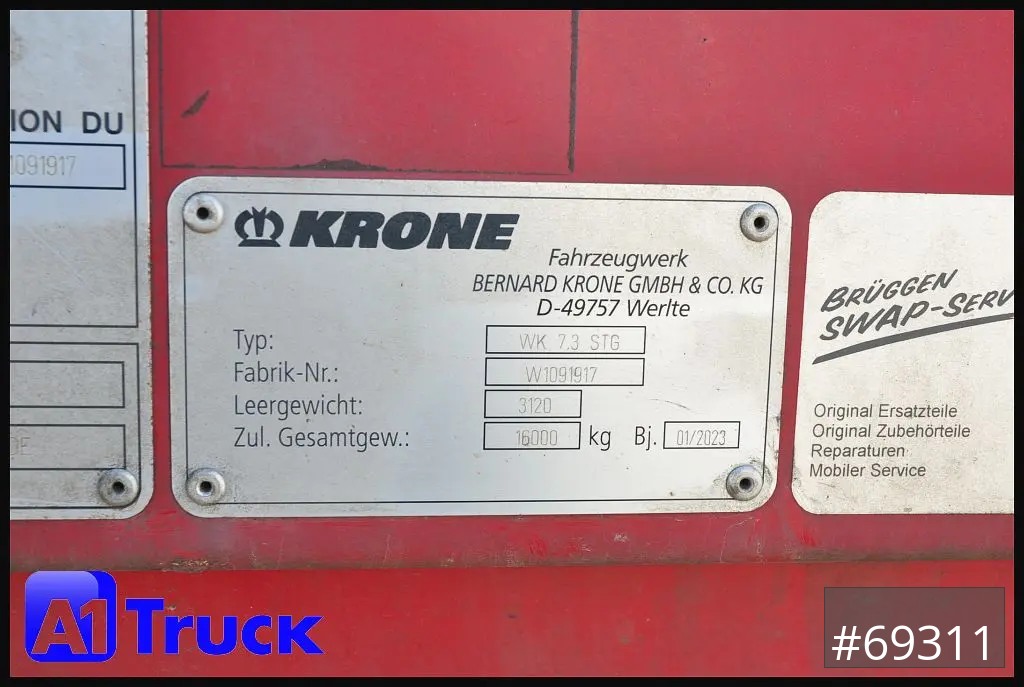 ION DU
1091917
KRONE
Fahrzeugwerk
BERNARD KRONE GMBH & CO. KG
D-49757 Werlte
Typ: WK 7.3 STG
Fabrik-Nr.: W1091917
Leergewicht: 3120
Zul. Gesamtgew.: 16000 kg Bj. 01/2023
BRÜGGEN
SWAP-SERV
Original Ersatzteile
Original Zubehörteile
Reparaturen
Mobiler Service
A1 Truck
#69311